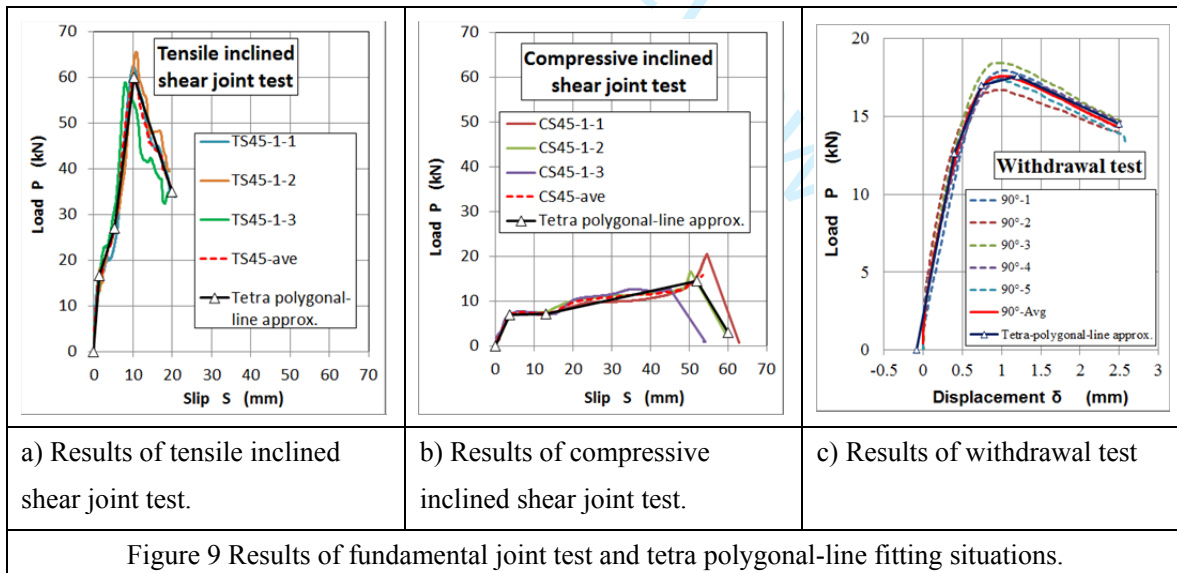 70
60
50
40
30
20
10
0
Load P (kN)
Tensile inclined
shear joint test
TS45-1-1
TS45-1-2
TS45-1-3
TS45-ave
Tetra polygonal-
line approx.
0 10 20 30 40 50 60 70
Slip S (mm)
70
60
50
40
30
20
10
0
Load P (kN)
Compressive inclined
shear joint test
CS45-1-1
CS45-1-2
CS45-1-3
CS45-ave
Tetra polygonal-line approx.
0 10 20 30 40 50 60 70
Slip S (mm)
20
15
10
5
0
Load P (kN)
Withdrawal test
90°-1
90°-2
90°-3
90°-4
90°-5
90°-Avg
Tetra-polygonal-line approx.
-0.5 0 0.5 1 1.5 2 2.5 3
Displacement δ (mm)
a) Results of tensile inclined
shear joint test.
b) Results of compressive
inclined shear joint test.
c) Results of withdrawal test
Figure 9 Results of fundamental joint test and tetra polygonal-line fitting situations.